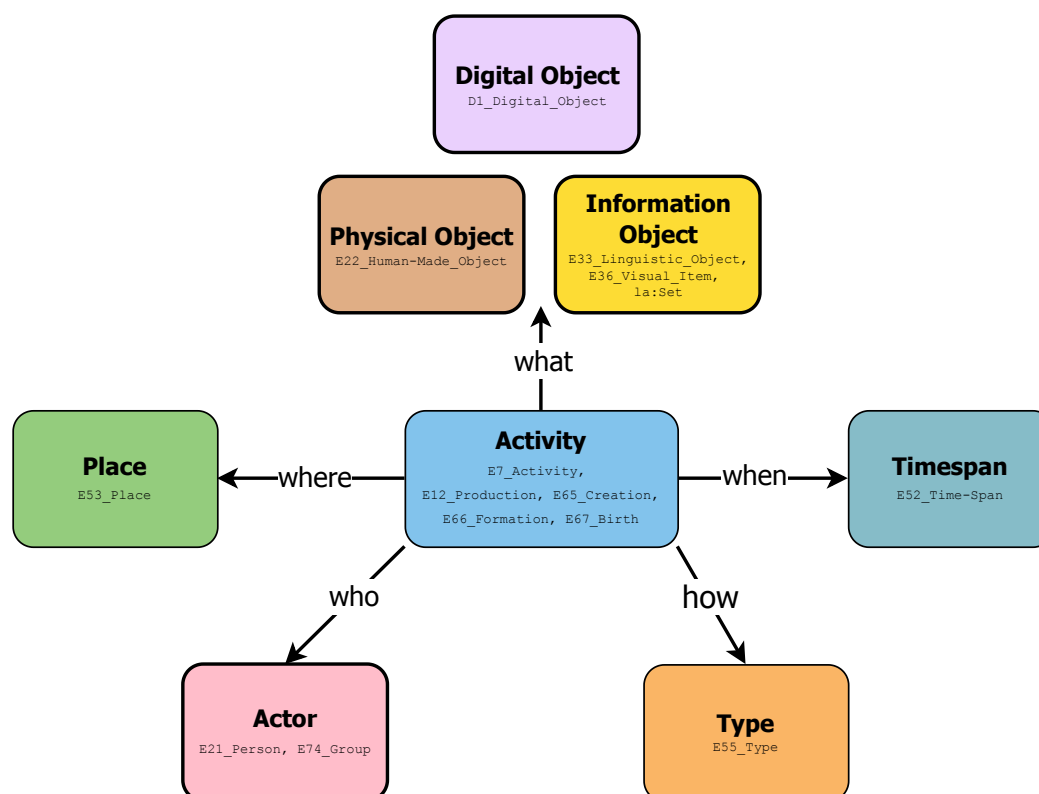 Digital Object
D1_Digital_Object
Physical Object
E22_Human-Made_Object
Information
Object
E33_Linguistic_Object,
E36_Visual_Item,
la:Set
what
Place
E53_Place
where
Activity
E7_Activity,
E12_Production, E65_Creation,
E66_Formation, E67_Birth
when
Timespan
E52_Time-Span
who
how
Actor
E21_Person, E74_Group
Type
E55_Type